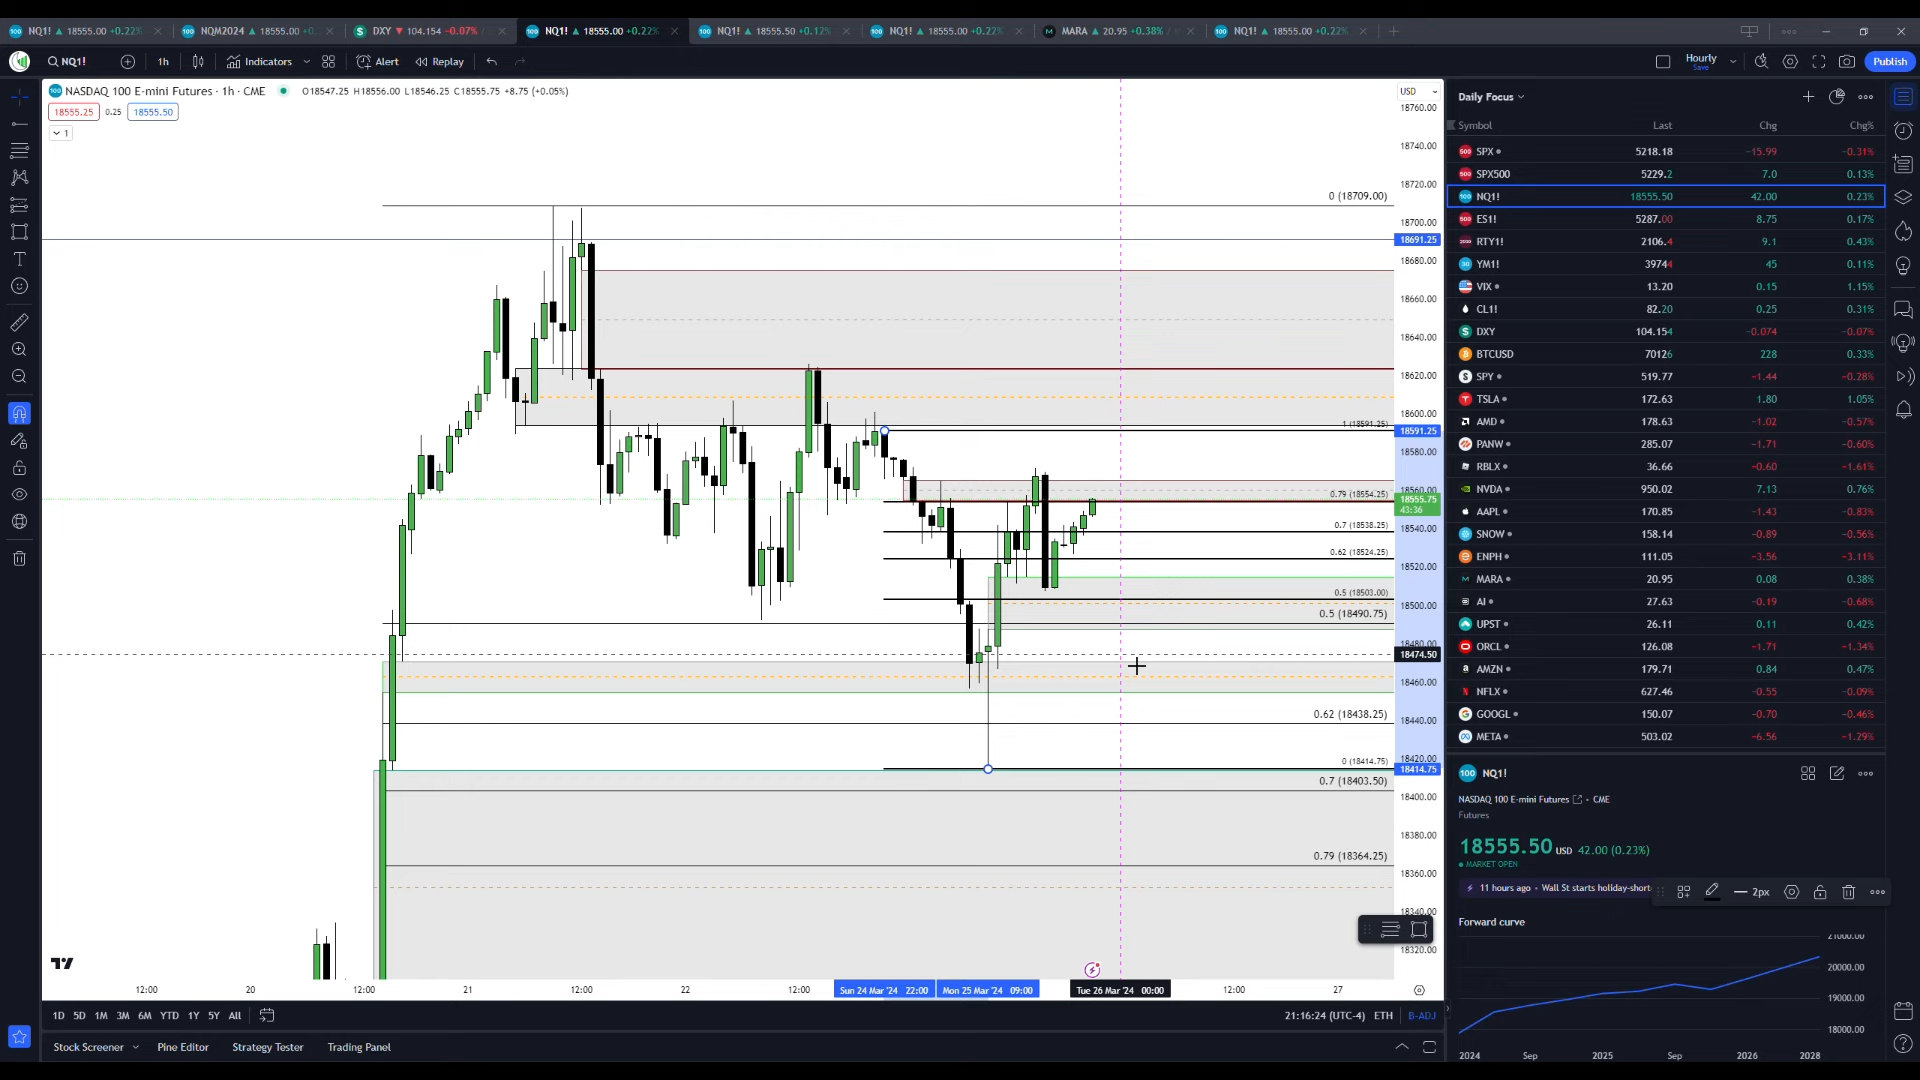 NQ1! ▲ 18555.00 +0.22%
NQM2024 ▲ 18555.00 +0...
DXY ▼ 104.154 −0.07%
NQ1! ▲ 18555.00 +0.22%
NQ1! ▲ 18555.50 +0.12%
NQ1! ▲ 18555.00 +0.22%
MARA ▲ 20.95 +0.38%
NQ1! ▲ 18555.00 +0.22%
NQ1! 1h Indicators Alert Replay Hourly Save Publish
NASDAQ 100 E-mini Futures · 1h · CME O18547.25 H18556.00 L18546.25 C18555.75 +8.75 (+0.05%)
18555.25 0.25 18555.50
1
USD
18760.00
18740.00
18720.00
18700.00
18691.25
18680.00
18660.00
18640.00
18620.00
18600.00
18591.25
18580.00
18560.00
18555.75
43:36
18540.00
18520.00
18500.00
18480.00
18474.50
18460.00
18440.00
18420.00
18414.75
18400.00
18380.00
18360.00
18340.00
18320.00
0 (18709.00)
1 (18591.25)
0.79 (18554.25)
0.7 (18538.25)
0.62 (18524.25)
0.5 (18503.00)
0.5 (18490.75)
0.62 (18438.25)
0 (18414.75)
0.7 (18403.50)
0.79 (18364.25)
12:00 20 12:00 21 12:00 22 12:00 Sun 24 Mar '24 22:00 Mon 25 Mar '24 09:00 Tue 26 Mar '24 00:00 12:00 27
1D 5D 1M 3M 6M YTD 1Y 5Y All 21:16:24 (UTC-4) ETH B-ADJ
Stock Screener Pine Editor Strategy Tester Trading Panel
Daily Focus
Symbol Last Chg Chg%
SPX 5218.18 −15.99 −0.31%
SPX500 5229.2 7.0 0.13%
NQ1! 18555.50 42.00 0.23%
ES1! 5287.00 8.75 0.17%
RTY1! 2106.4 9.1 0.43%
YM1! 39744 45 0.11%
VIX 13.20 0.15 1.15%
CL1! 82.20 0.25 0.31%
DXY 104.154 −0.074 −0.07%
BTCUSD 70126 228 0.33%
SPY 519.77 −1.44 −0.28%
TSLA 172.63 1.80 1.05%
AMD 178.63 −1.02 −0.57%
PANW 285.07 −1.71 −0.60%
RBLX 36.66 −0.60 −1.61%
NVDA 950.02 7.13 0.76%
AAPL 170.85 −1.43 −0.83%
SNOW 158.14 −0.89 −0.56%
ENPH 111.05 −3.56 −3.11%
MARA 20.95 0.08 0.38%
AI 27.63 −0.19 −0.68%
UPST 26.11 0.11 0.42%
ORCL 126.08 −1.71 −1.34%
AMZN 179.71 0.84 0.47%
NFLX 627.46 −0.55 −0.09%
GOOGL 150.07 −0.70 −0.46%
META 503.02 −6.56 −1.29%
NQ1!
NASDAQ 100 E-mini Futures • CME
Futures
18555.50 USD 42.00 (0.23%)
MARKET OPEN
11 hours ago • Wall St starts holiday-short
2px
Forward curve
21000.00
20000.00
19000.00
18000.00
2024 Sep 2025 Sep 2026 2028